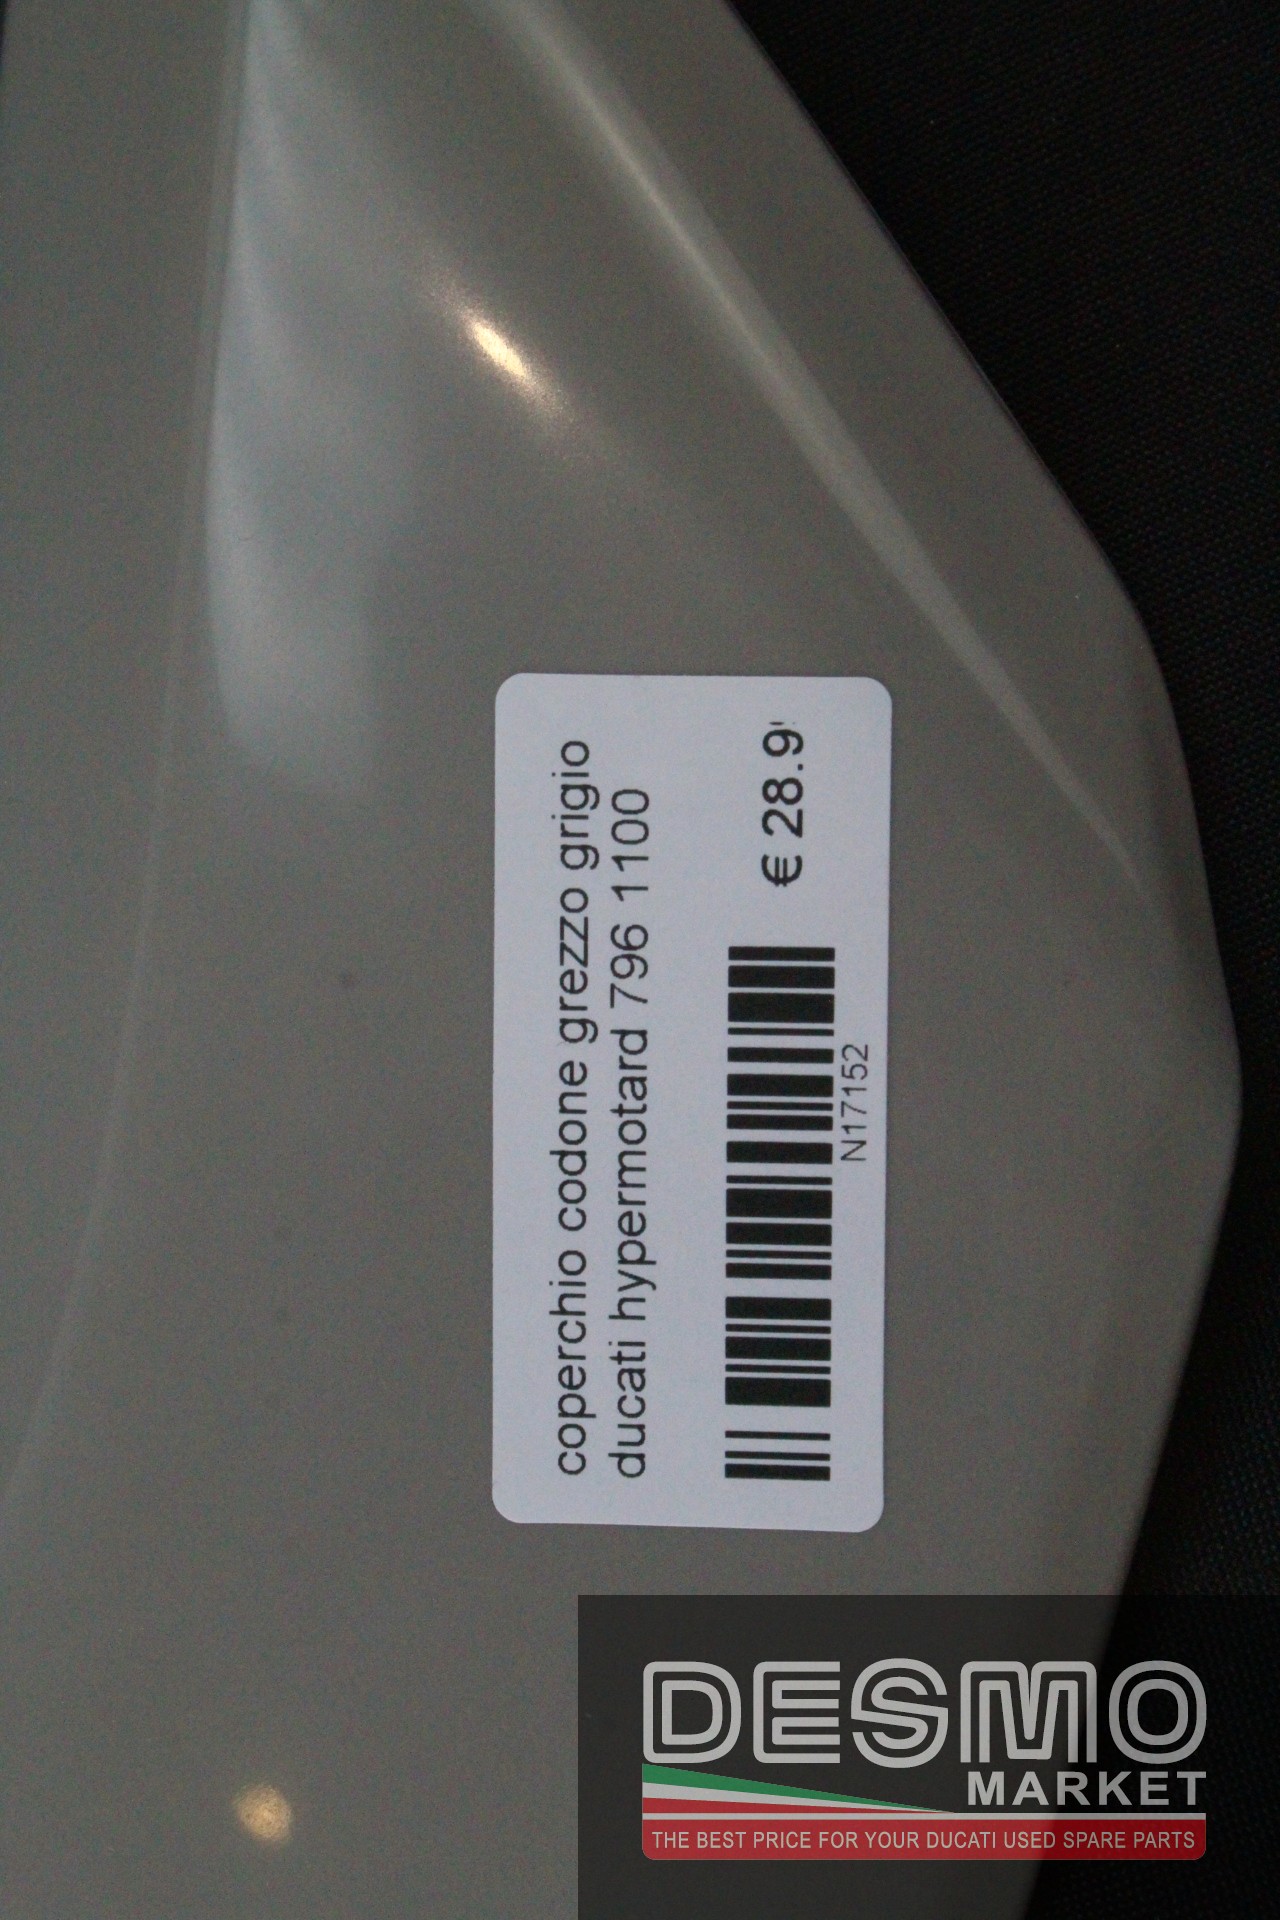 coperchio codone grezzo grigio
ducati hypermotard 796 1100
€ 28.9
N17152
DESMO
MARKET
THE BEST PRICE FOR YOUR DUCATI USED SPARE PARTS